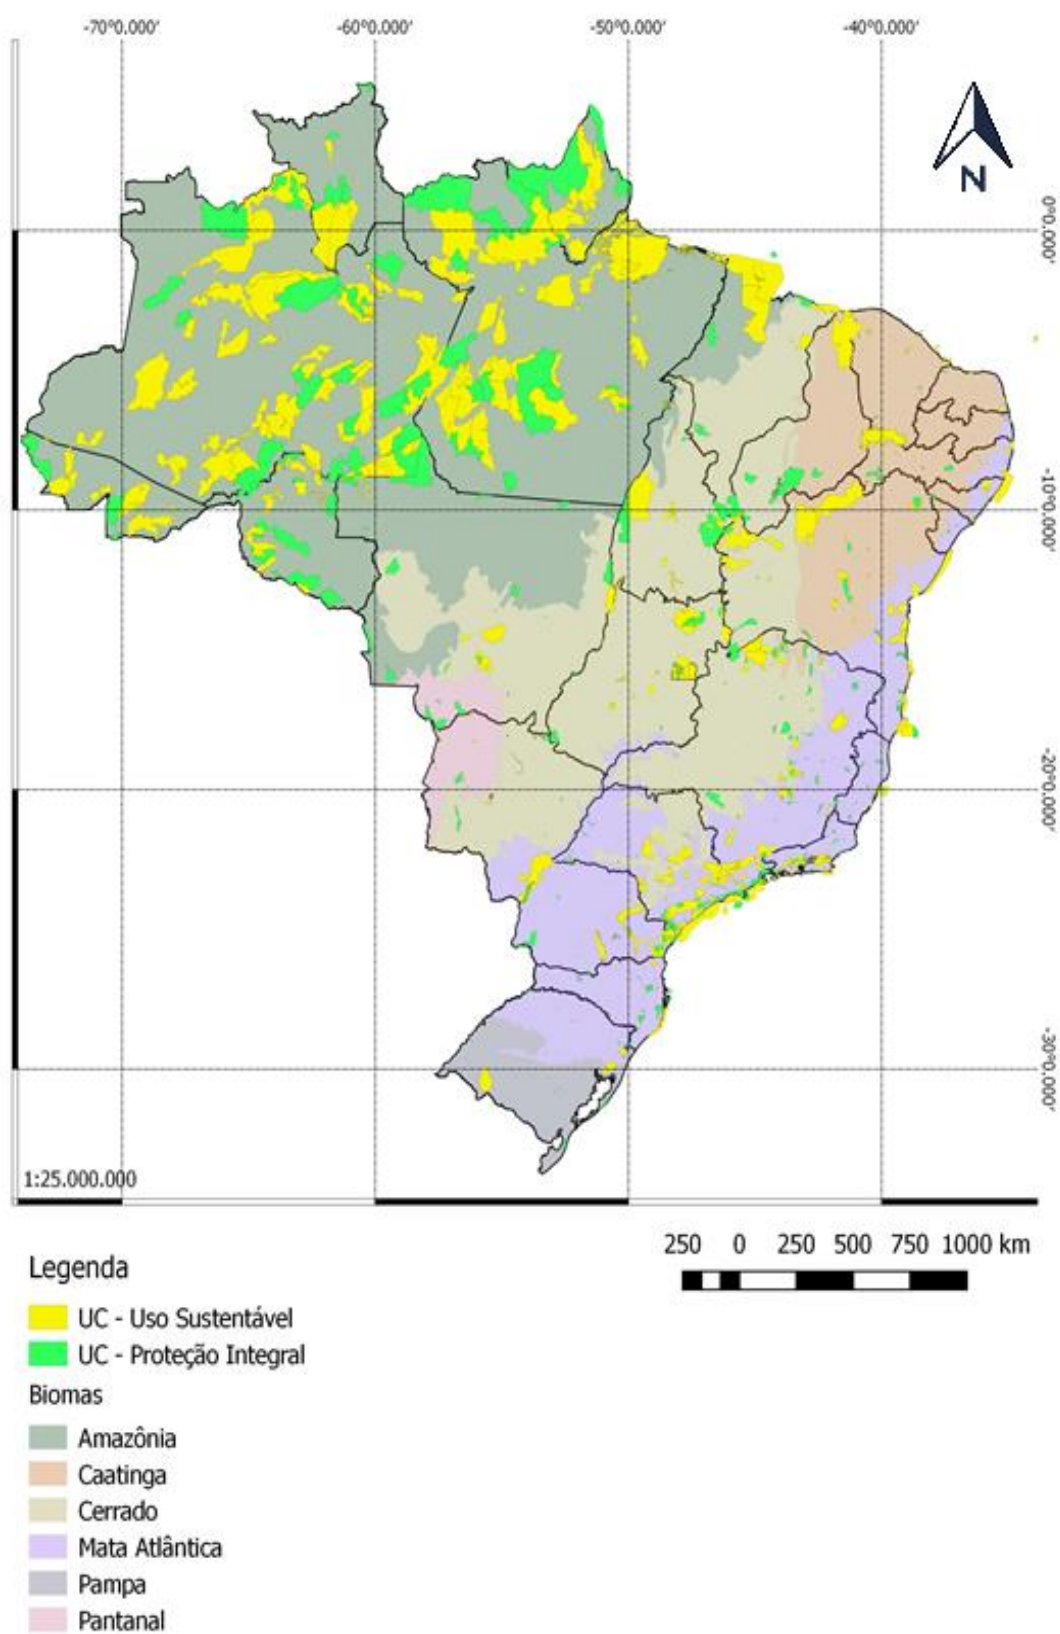 -70°0.000' -60°0.000' -50°0.000' -40°0.000'
N
0°0.000'
-10°0.000'
-20°0.000'
-30°0.000'
1:25.000.000
250 0 250 500 750 1000 km
Legenda
UC - Uso Sustentável
UC - Proteção Integral
Biomas
Amazônia
Caatinga
Cerrado
Mata Atlântica
Pampa
Pantanal